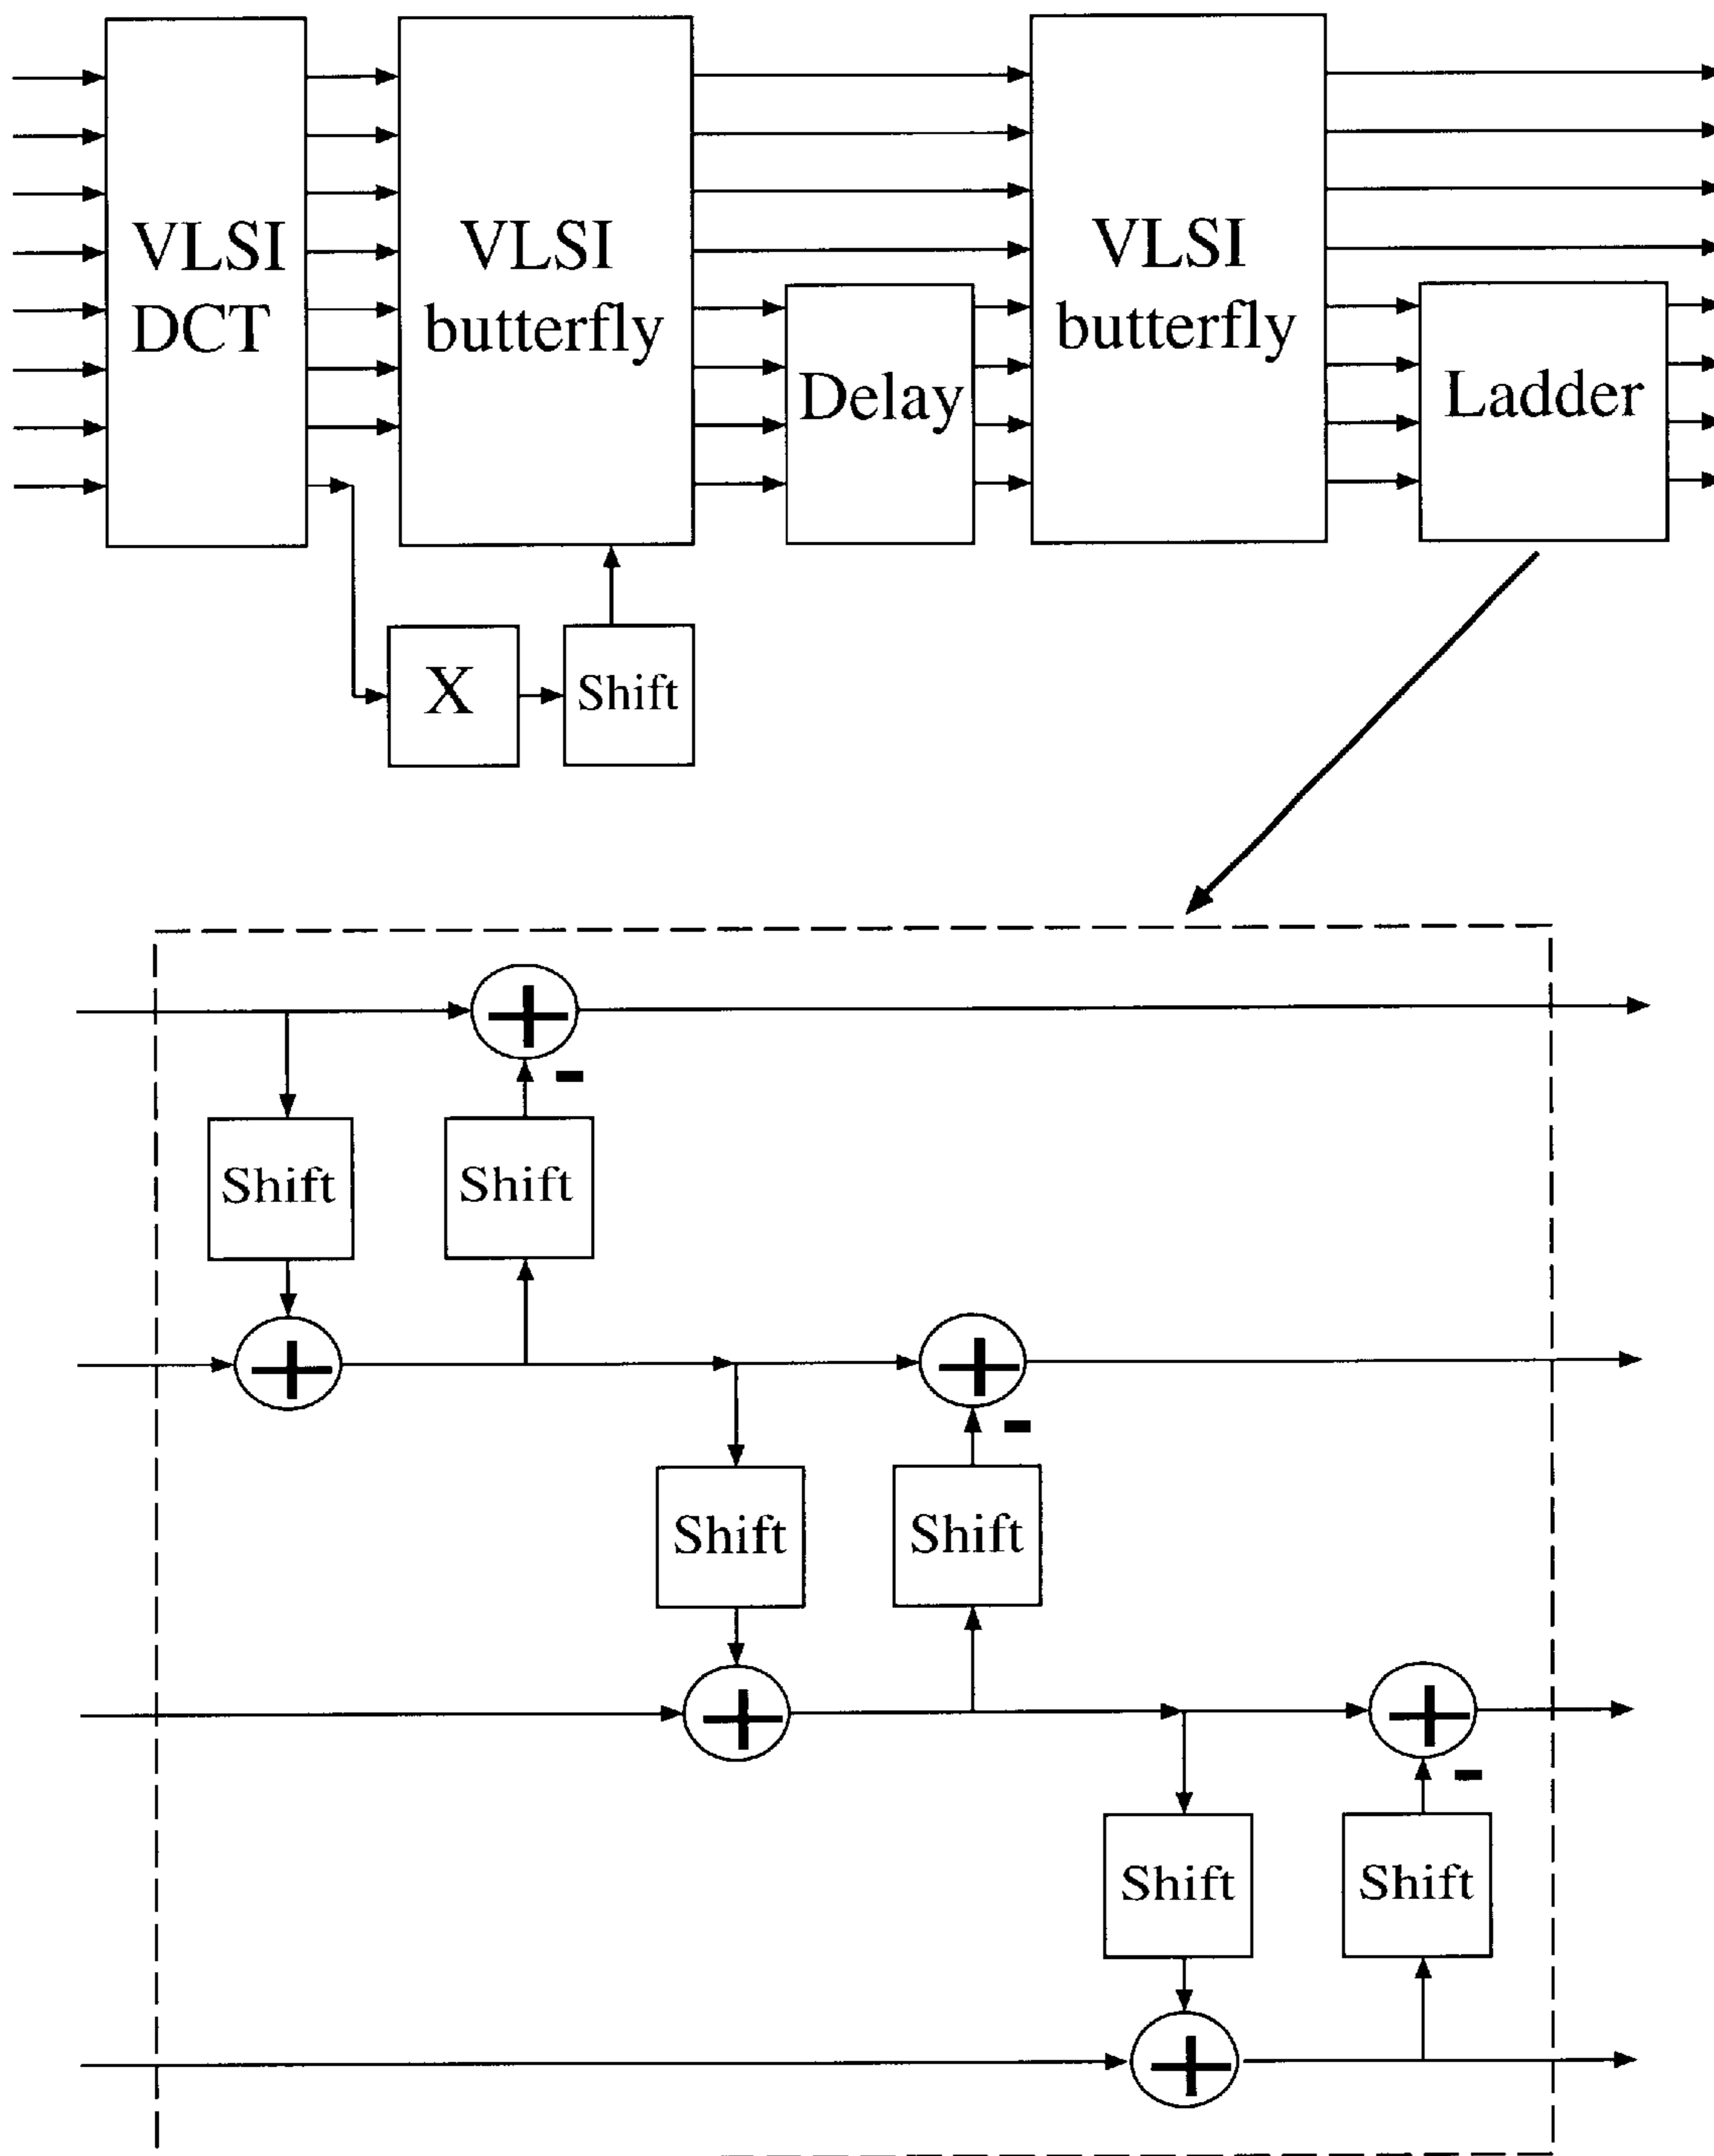 VLSI
DCT
VLSI
butterfly
Delay
VLSI
butterfly
Ladder
X
Shift
+
-
Shift
Shift
+
+
-
Shift
Shift
+
+
-
Shift
Shift
+